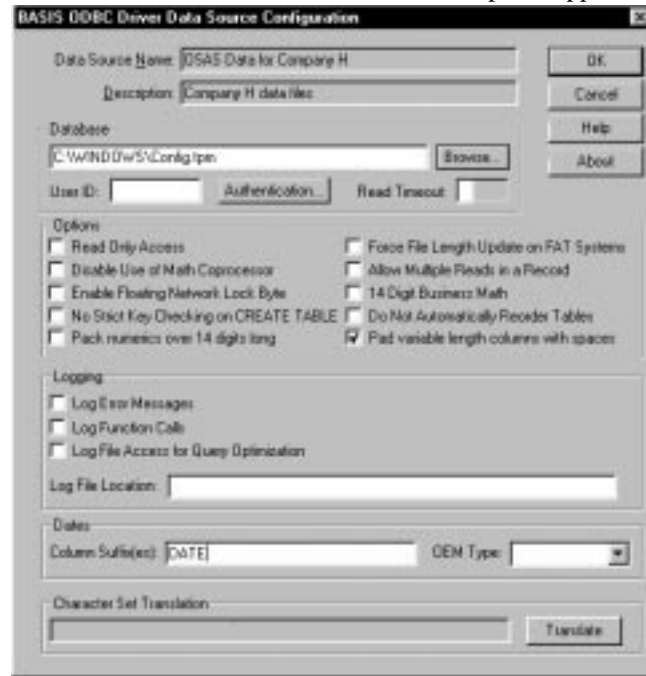 BASIS ODBC Driver Data Source Configuration
Data Source Name: OSAS Data for Company H
OK
Description: Company H data files
Cancel
Database
Help
C:\WINDOWS\Config.tpm
Browse...
About
User ID:
Authentication...
Read Timeout:
Options
Read Only Access
Force File Length Update on FAT Systems
Disable Use of Math Coprocessor
Allow Multiple Reads in a Record
Enable Floating Network Lock Byte
14 Digit Business Math
No Strict Key Checking on CREATE TABLE
Do Not Automatically Reorder Tables
Pack numerics over 14 digits long
Pad variable length columns with spaces
Logging
Log Error Messages
Log Function Calls
Log File Access for Query Optimization
Log File Location:
Dates
Column Suffix(es): DATE
OEM Type:
Character Set Translation
Translate